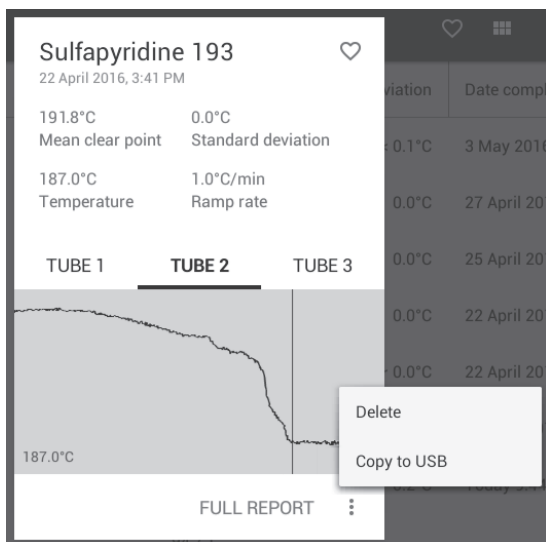 Sulfapyridine 193
22 April 2016, 3:41 PM
191.8°C 0.0°C
Mean clear point Standard deviation
187.0°C 1.0°C/min
Temperature Ramp rate
TUBE 1 TUBE 2 TUBE 3
187.0°C
FULL REPORT
Delete
Copy to USB
viation Date compl
0.1°C 3 May 2016
0.0°C 27 April 20
0.0°C 25 April 20
0.0°C 22 April 20
0.0°C 22 April 20